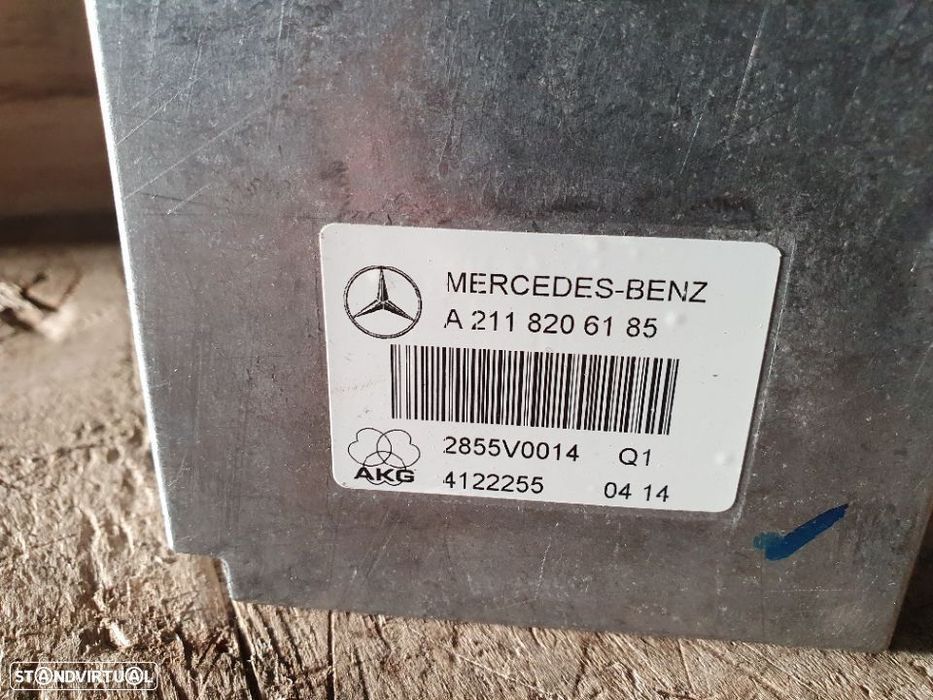 MERCEDES-BENZ
A 211 820 61 85
2855V0014 Q1
AKG
4122255 04 14
STANDVIRTUAL